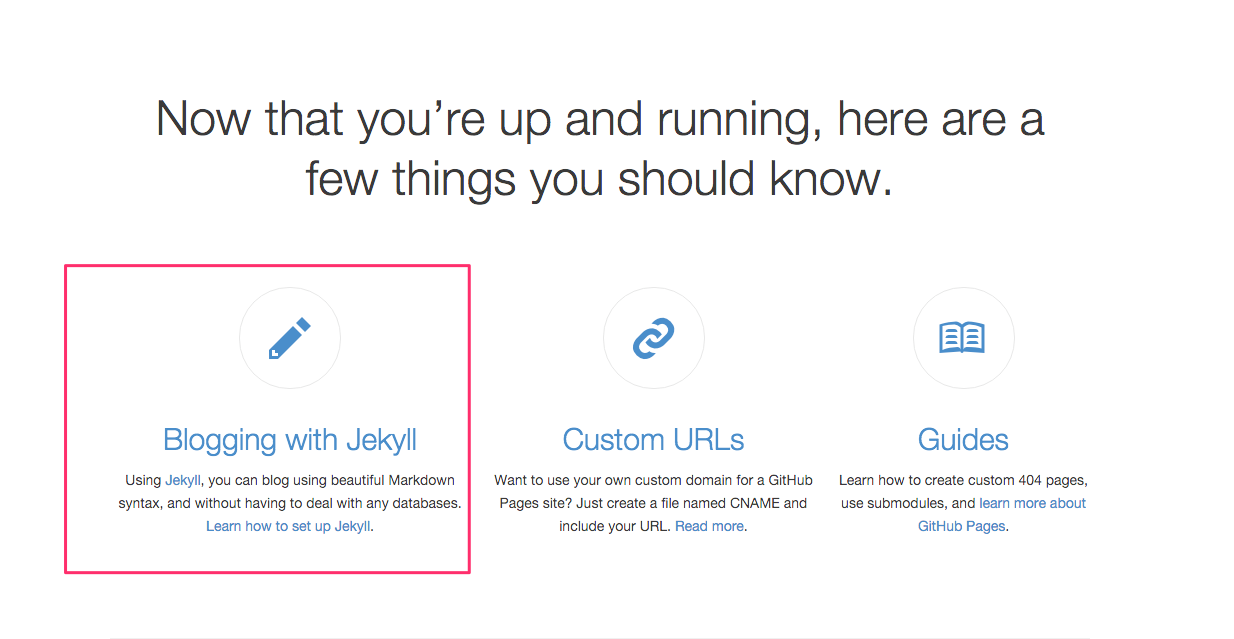 Now that you’re up and running, here are a
few things you should know.
Blogging with Jekyll
Using Jekyll, you can blog using beautiful Markdown
syntax, and without having to deal with any databases.
Learn how to set up Jekyll.
Custom URLs
Want to use your own custom domain for a GitHub
Pages site? Just create a file named CNAME and
include your URL. Read more.
Guides
Learn how to create custom 404 pages,
use submodules, and learn more about
GitHub Pages.